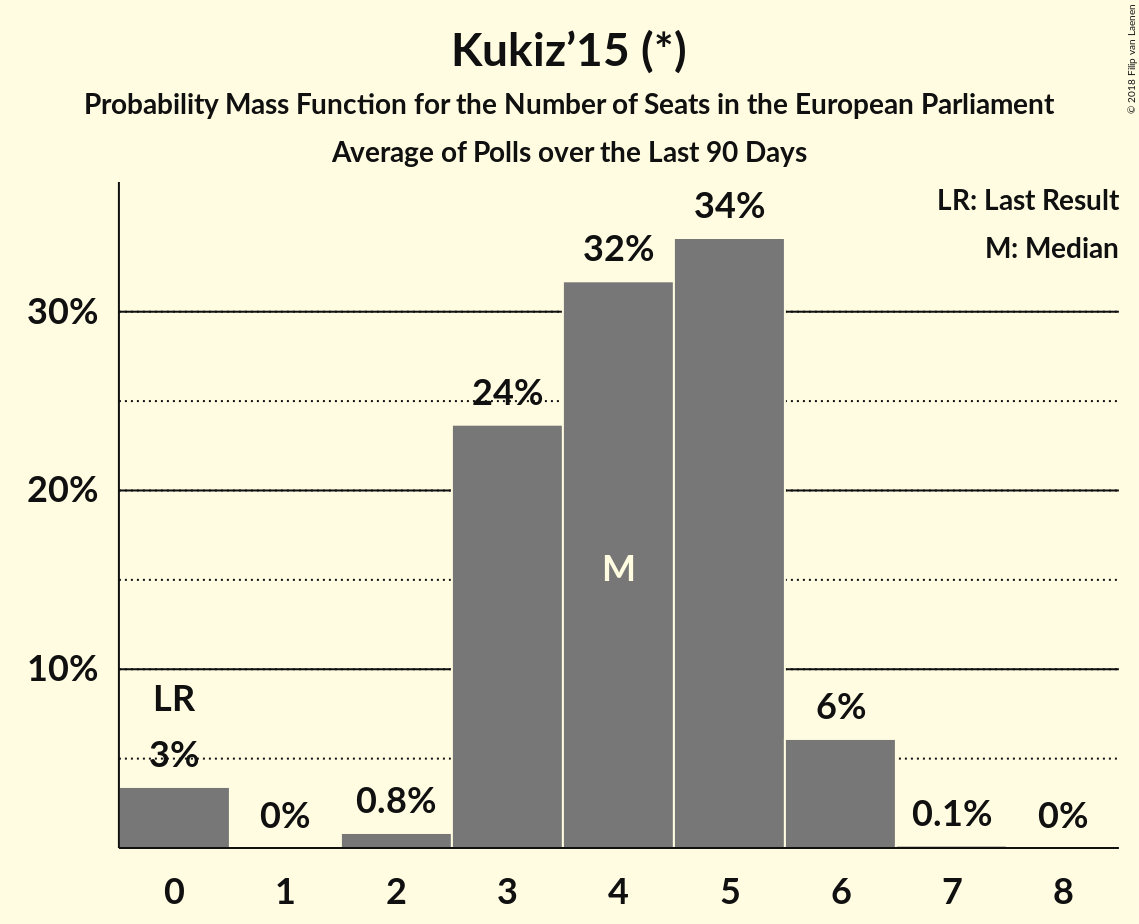 Kukiz’15 (*)
Probability Mass Function for the Number of Seats in the European Parliament
Average of Polls over the Last 90 Days
© 2018 Filip van Laenen
LR: Last Result
M: Median
34%
32%
30%
24%
20%
M
10%
LR
6%
3%
0%
0.8%
0.1%
0%
0 1 2 3 4 5 6 7 8